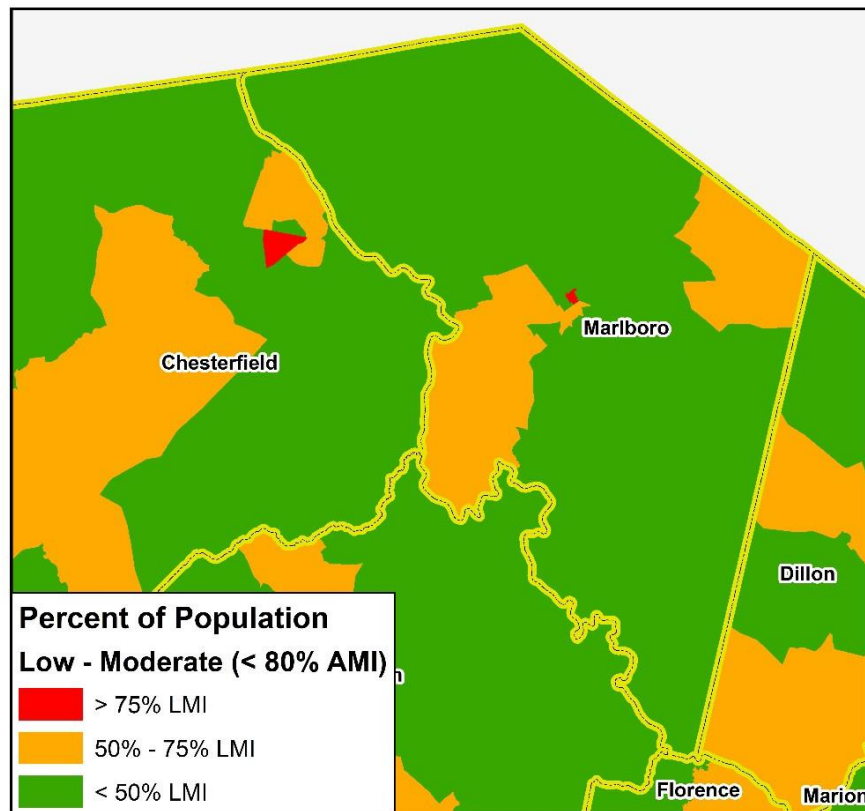 Chesterfield
Marlboro
Dillon
Florence
Marion
Percent of Population
Low - Moderate (< 80% AMI)
> 75% LMI
50% - 75% LMI
< 50% LMI